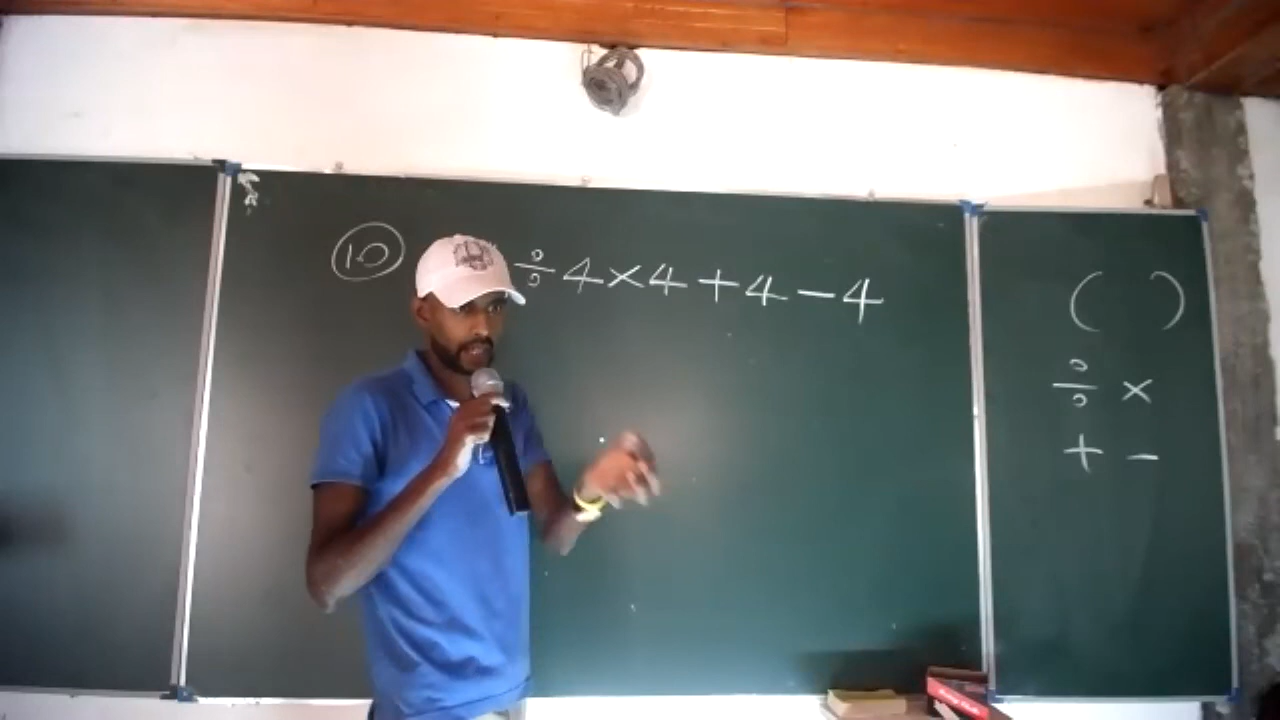 10 ÷ 4 × 4 + 4 - 4
( )
÷ ×
+ -